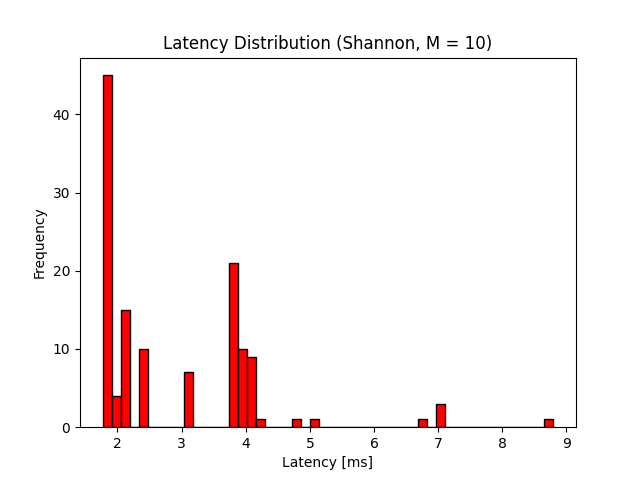 Latency Distribution (Shannon, M = 10)
40
30
20
10
0
Frequency
2 3 4 5 6 7 8 9
Latency [ms]